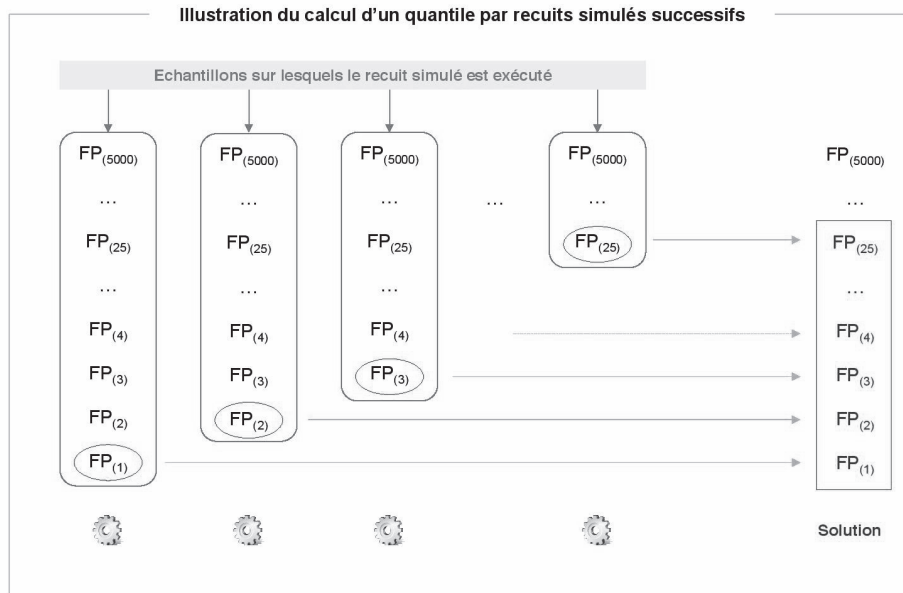 Illustration du calcul d'un quantile par recuits simulés successifs
Echantillons sur lesquels le recuit simulé est exécuté
FP(5000) FP(5000) FP(5000) FP(5000) FP(5000)
... ... ... ... ... ...
FP(25) FP(25) FP(25) FP(25) FP(25)
... ... ... ...
FP(4) FP(4) FP(4) FP(4)
FP(3) FP(3) FP(3) FP(3)
FP(2) FP(2) FP(2)
FP(1) FP(1)
Solution